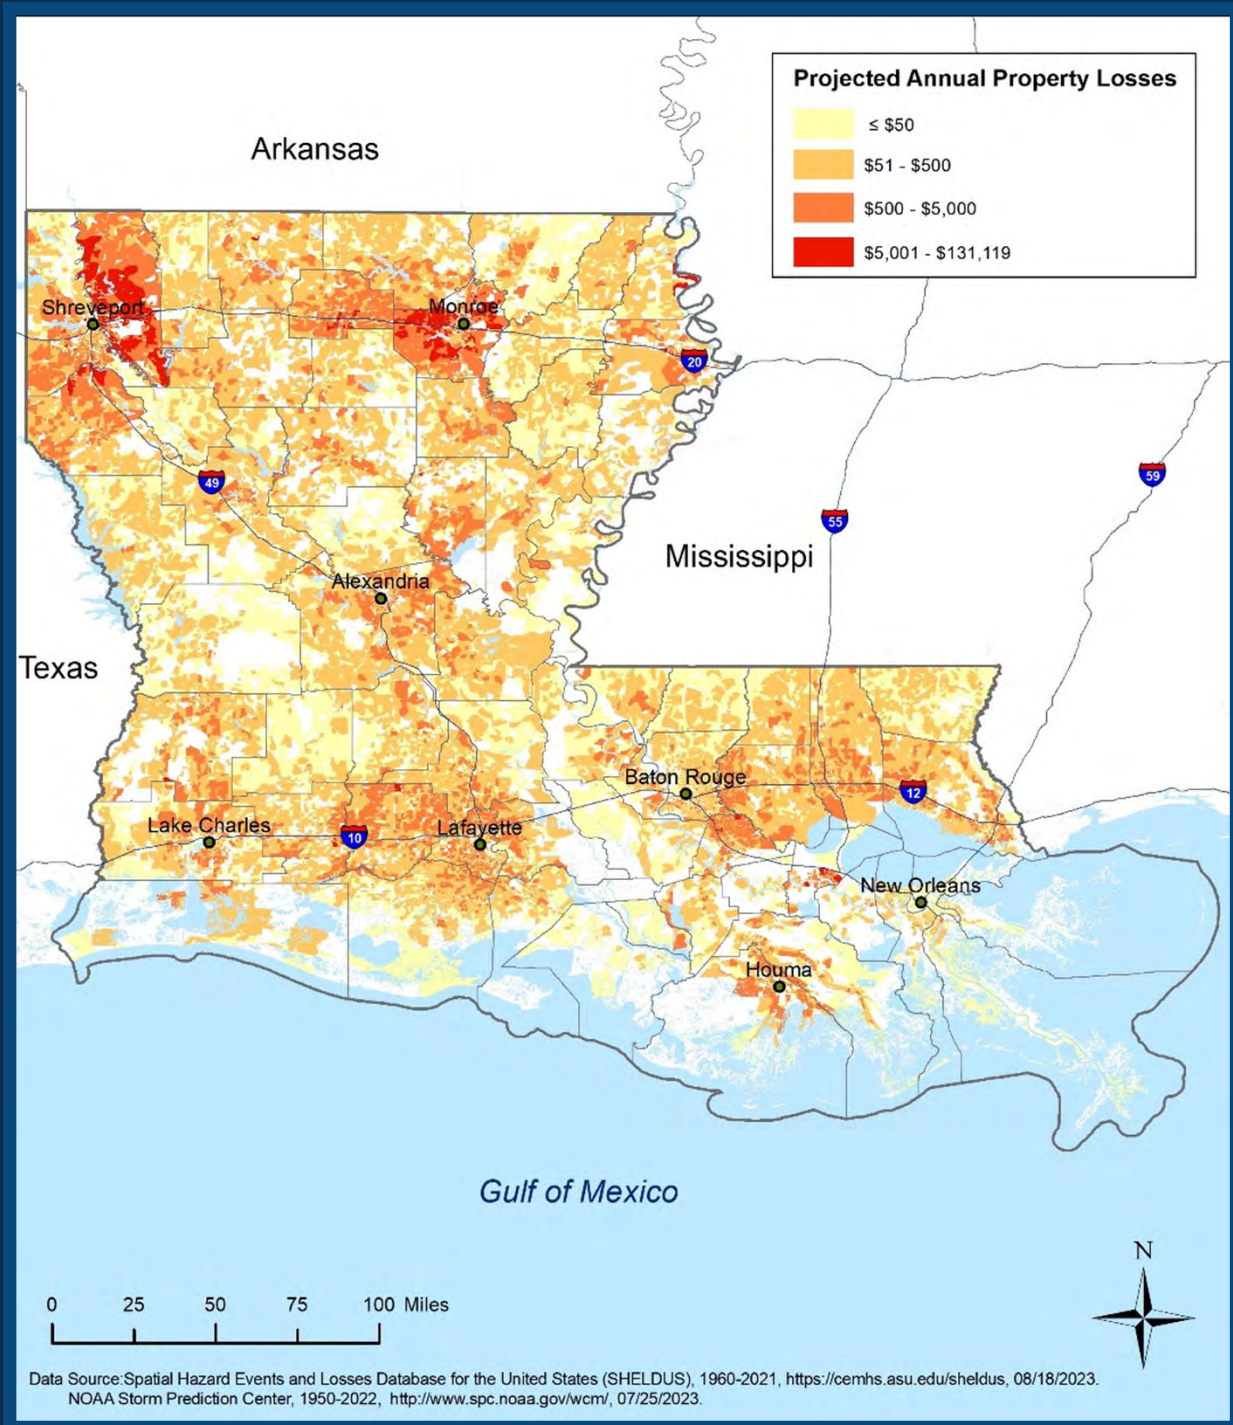 Projected Annual Property Losses
≤ $50
$51 - $500
$500 - $5,000
$5,001 - $131,119
Arkansas
Shreveport
Monroe
20
49
55
59
Mississippi
Alexandria
Texas
Baton Rouge
12
Lake Charles
10
Lafayette
New Orleans
Houma
Gulf of Mexico
N
0 25 50 75 100 Miles
Data Source:Spatial Hazard Events and Losses Database for the United States (SHELDUS), 1960-2021, https://cemhs.asu.edu/sheldus, 08/18/2023.
NOAA Storm Prediction Center, 1950-2022, http://www.spc.noaa.gov/wcm/, 07/25/2023.